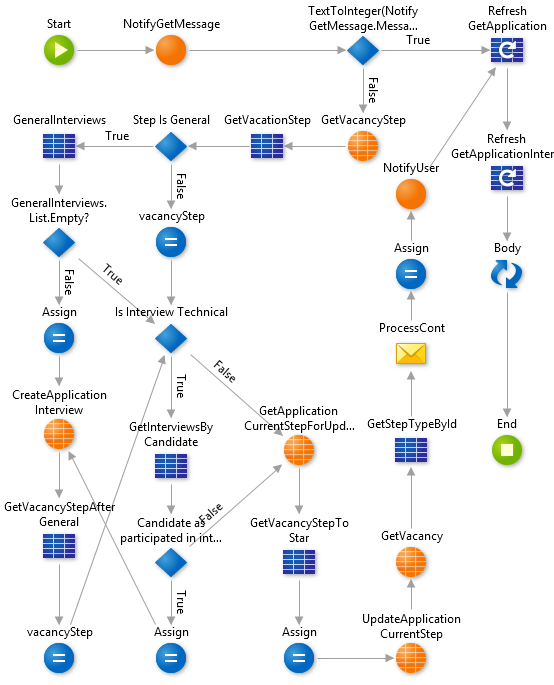 Start
NotifyGetMessage
TextToInteger(Notify
GetMessage.Messa...
True
Refresh
GetApplication
False
GeneralInterviews
True
Step Is General
GetVacationStep
GetVacancyStep
Refresh
GetApplicationInter
False
NotifyUser
GeneralInterviews.
List.Empty?
vacancyStep
False
True
Assign
Body
Assign
Is Interview Technical
ProcessCont
True
False
CreateApplication
Interview
GetInterviewsBy
Candidate
GetApplication
CurrentStepForUpd...
GetStepTypeById
End
GetVacancyStepAfter
General
Candidate as
participated in int...
False
GetVacancyStepTo
Star
GetVacancy
True
vacancyStep
Assign
Assign
UpdateApplication
CurrentStep